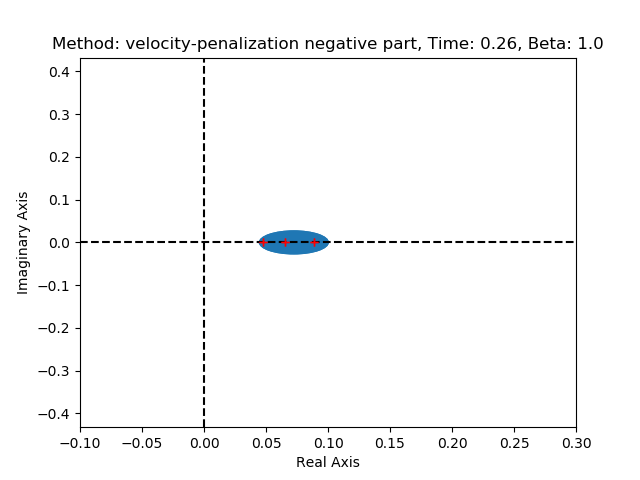 Method: velocity-penalization negative part, Time: 0.26, Beta: 1.0
Imaginary Axis
0.4
0.3
0.2
0.1
0.0
−0.1
−0.2
−0.3
−0.4
−0.10 −0.05 0.00 0.05 0.10 0.15 0.20 0.25 0.30
Real Axis